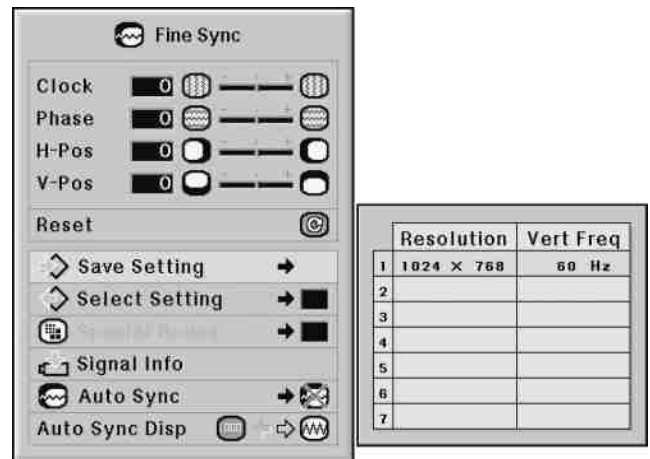 Fine Sync
Clock 0
Phase 0
H-Pos 0
V-Pos 0
Reset
Save Setting
Select Setting
Signal Info
Auto Sync
Auto Sync Disp
Resolution Vert Freq
1 1024 × 768 60 Hz
2
3
4
5
6
7